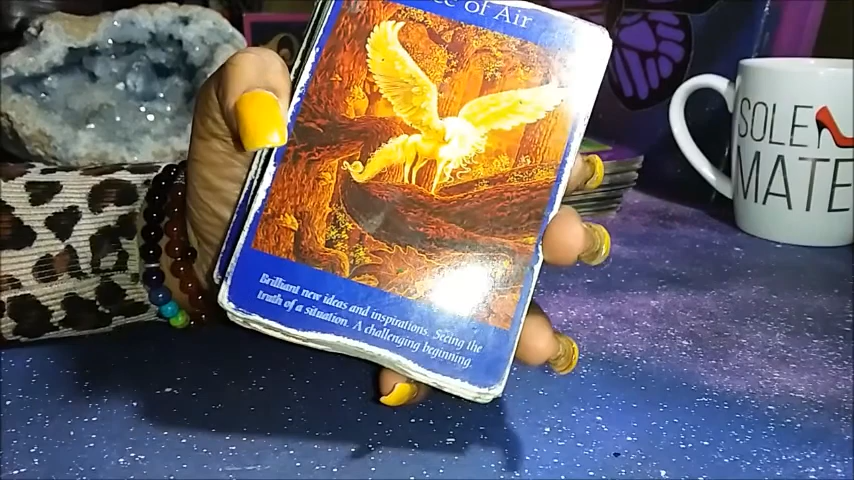 of Air
Brilliant new ideas and inspirations. Seeing the
truth of a situation. A challenging beginning.
SOLE
MATE